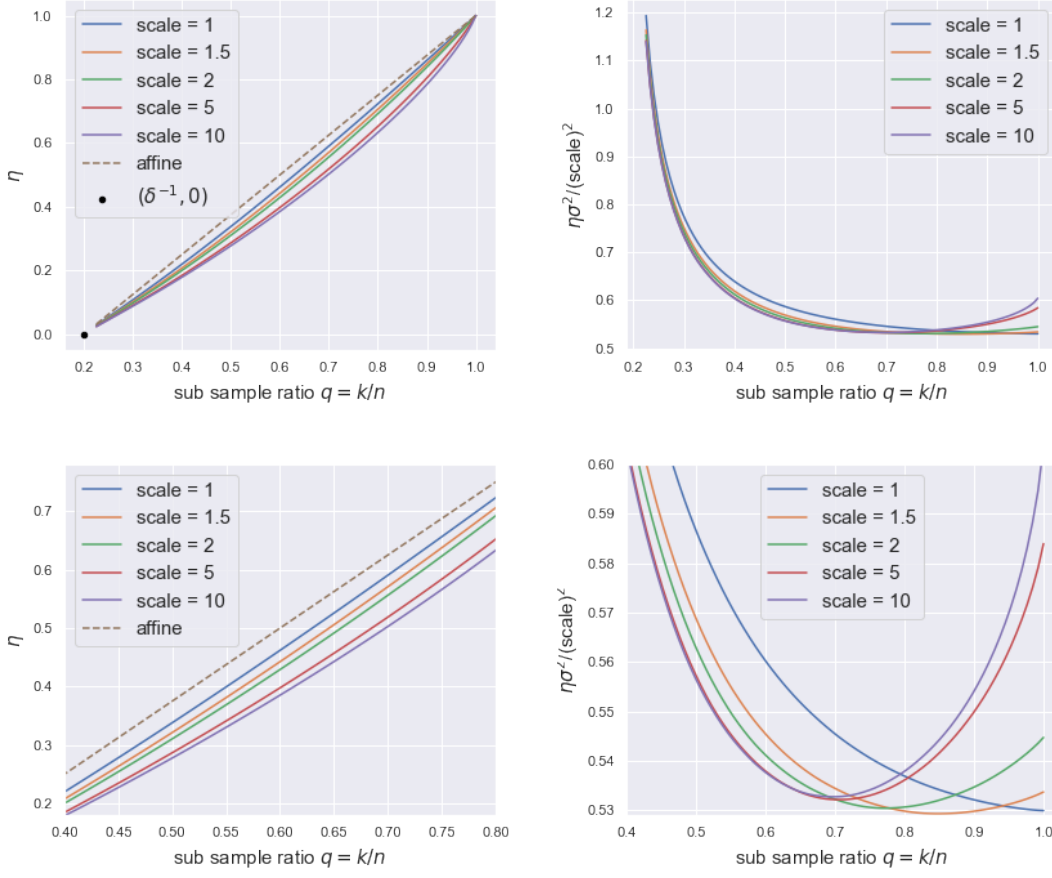 1.0
0.8
0.6
0.4
0.2
0.0
η
scale = 1
scale = 1.5
scale = 2
scale = 5
scale = 10
affine
(δ⁻¹, 0)
0.2 0.3 0.4 0.5 0.6 0.7 0.8 0.9 1.0
sub sample ratio q = k/n
1.2
1.1
1.0
0.9
0.8
0.7
0.6
0.5
ησ²/(scale)²
scale = 1
scale = 1.5
scale = 2
scale = 5
scale = 10
0.2 0.3 0.4 0.5 0.6 0.7 0.8 0.9 1.0
sub sample ratio q = k/n
0.7
0.6
0.5
0.4
0.3
0.2
η
scale = 1
scale = 1.5
scale = 2
scale = 5
scale = 10
affine
0.40 0.45 0.50 0.55 0.60 0.65 0.70 0.75 0.80
sub sample ratio q = k/n
0.60
0.59
0.58
0.57
0.56
0.55
0.54
0.53
ησ²/(scale)²
scale = 1
scale = 1.5
scale = 2
scale = 5
scale = 10
0.4 0.5 0.6 0.7 0.8 0.9 1.0
sub sample ratio q = k/n